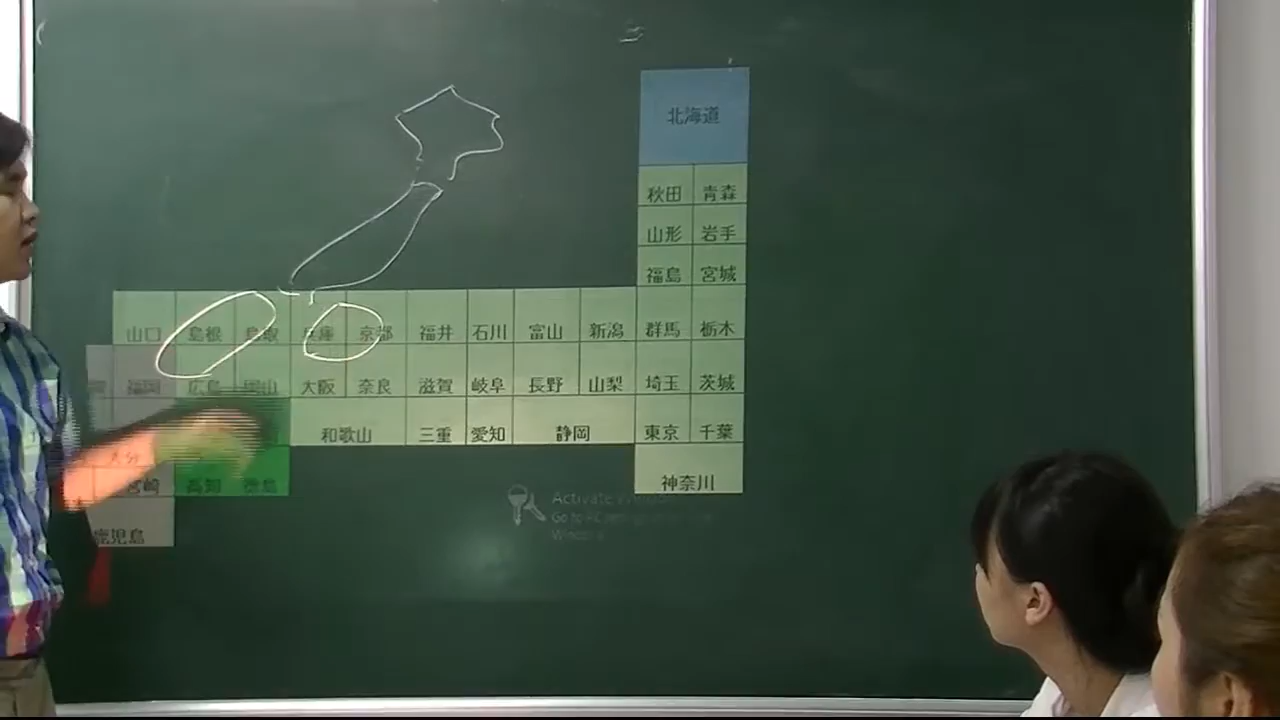 北海道
秋田 青森
山形 岩手
福島 宮城
山口 島根 鳥取 兵庫 京都 福井 石川 富山 新潟 群馬 栃木
福岡 広島 岡山 大阪 奈良 滋賀 岐阜 長野 山梨 埼玉 茨城
和歌山 三重 愛知 静岡 東京 千葉
大分
宮崎 高知 徳島 神奈川
鹿児島
Activate Windows